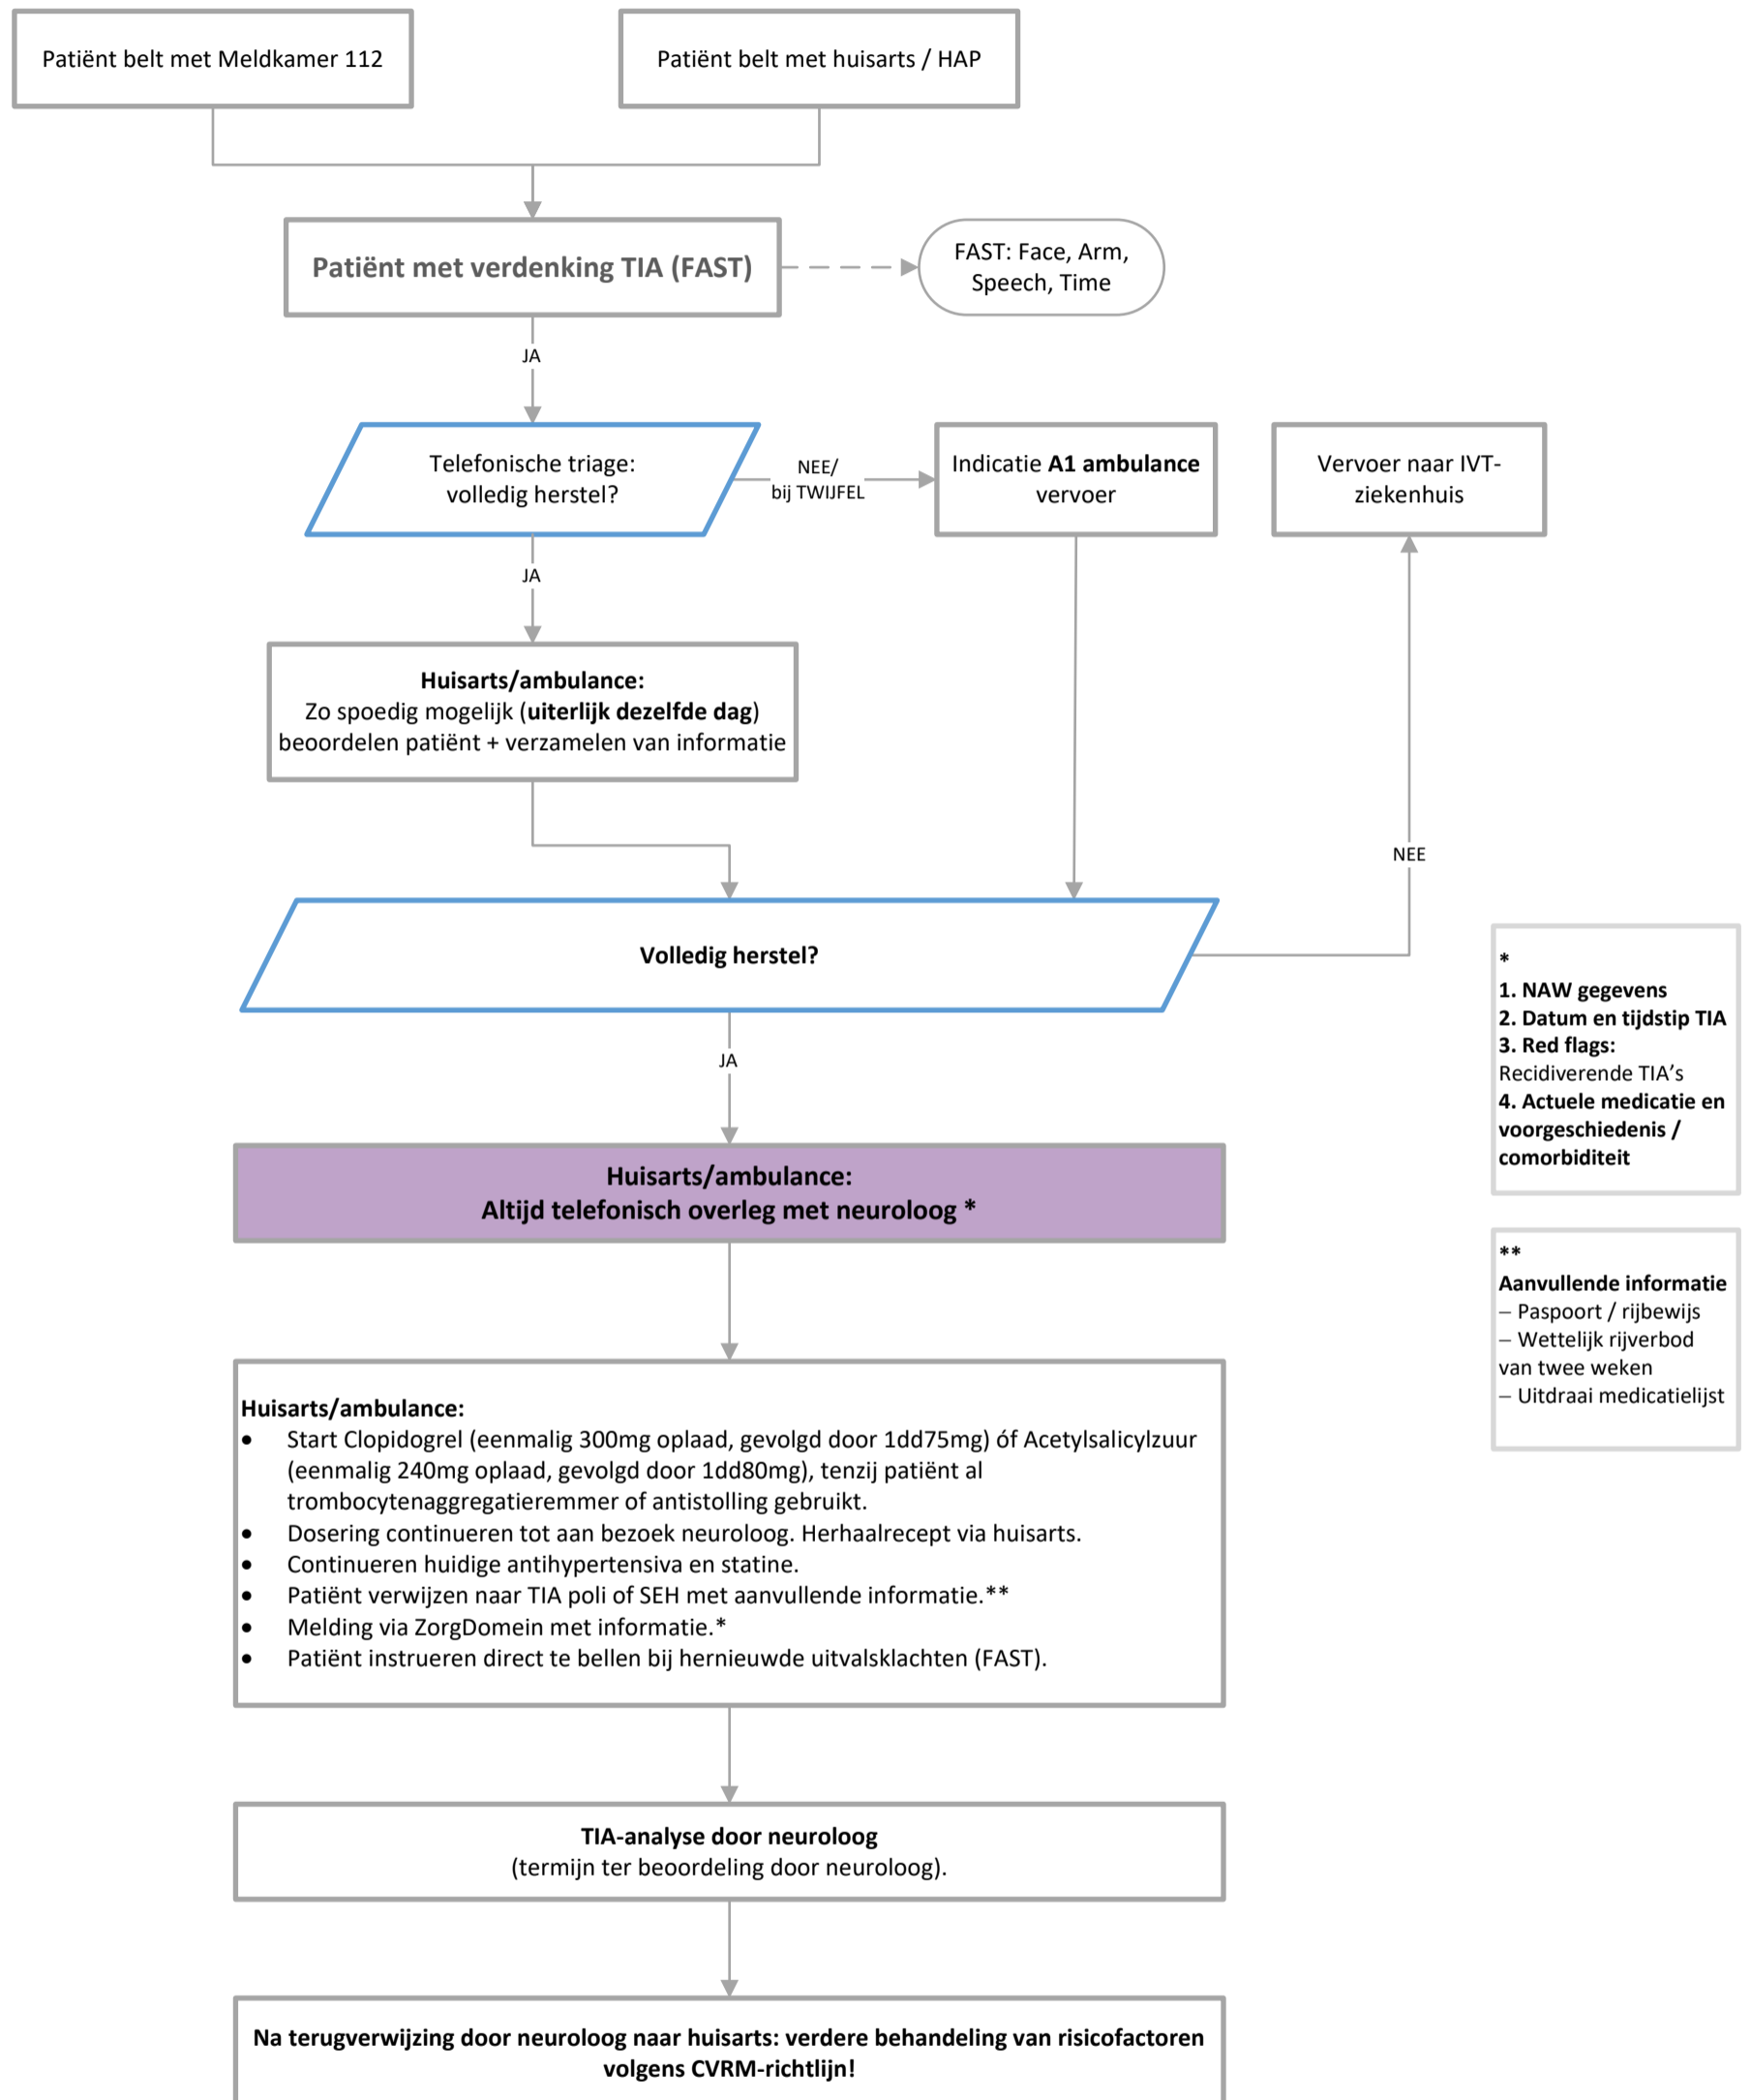 Patiënt belt met Meldkamer 112
Patiënt belt met huisarts / HAP
Patiënt met verdenking TIA (FAST)
FAST: Face, Arm,
Speech, Time
JA
Telefonische triage:
volledig herstel?
NEE/
bij TWIJFEL
Indicatie A1 ambulance
vervoer
Vervoer naar IVT-
ziekenhuis
JA
Huisarts/ambulance:
Zo spoedig mogelijk (uiterlijk dezelfde dag)
beoordelen patiënt + verzamelen van informatie
NEE
Volledig herstel?
JA
*
1. NAW gegevens
2. Datum en tijdstip TIA
3. Red flags:
Recidiverende TIA’s
4. Actuele medicatie en
voorgeschiedenis /
comorbiditeit
Huisarts/ambulance:
Altijd telefonisch overleg met neuroloog *
**
Aanvullende informatie
– Paspoort / rijbewijs
– Wettelijk rijverbod
van twee weken
– Uitdraai medicatielijst
Huisarts/ambulance:
• Start Clopidogrel (eenmalig 300mg oplaad, gevolgd door 1dd75mg) óf Acetylsalicylzuur
(eenmalig 240mg oplaad, gevolgd door 1dd80mg), tenzij patiënt al
trombocytenaggregatieremmer of antistolling gebruikt.
• Dosering continueren tot aan bezoek neuroloog. Herhaalrecept via huisarts.
• Continueren huidige antihypertensiva en statine.
• Patiënt verwijzen naar TIA poli of SEH met aanvullende informatie.**
• Melding via ZorgDomein met informatie.*
• Patiënt instrueren direct te bellen bij hernieuwde uitvalsklachten (FAST).
TIA-analyse door neuroloog
(termijn ter beoordeling door neuroloog).
Na terugverwijzing door neuroloog naar huisarts: verdere behandeling van risicofactoren
volgens CVRM-richtlijn!